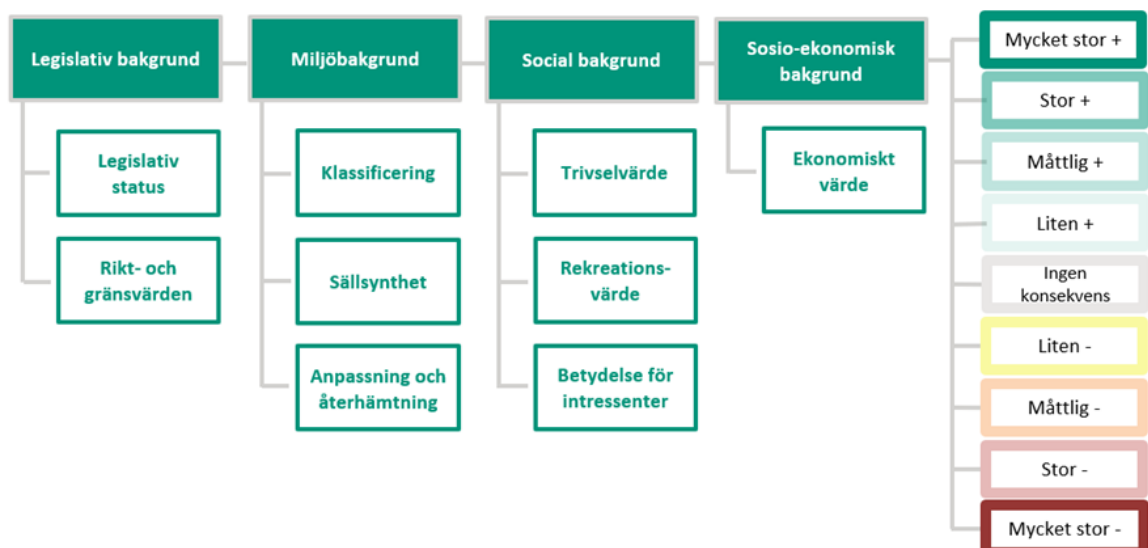 Legislativ bakgrund
Legislativ
status
Rikt- och
gränsvärden
Miljöbakgrund
Klassificering
Sällsynthet
Anpassning och
återhämtning
Social bakgrund
Trivselvärde
Rekreations-
värde
Betydelse för
intressenter
Sosio-ekonomisk
bakgrund
Ekonomiskt
värde
Mycket stor +
Stor +
Måttlig +
Liten +
Ingen
konsekvens
Liten -
Måttlig -
Stor -
Mycket stor -